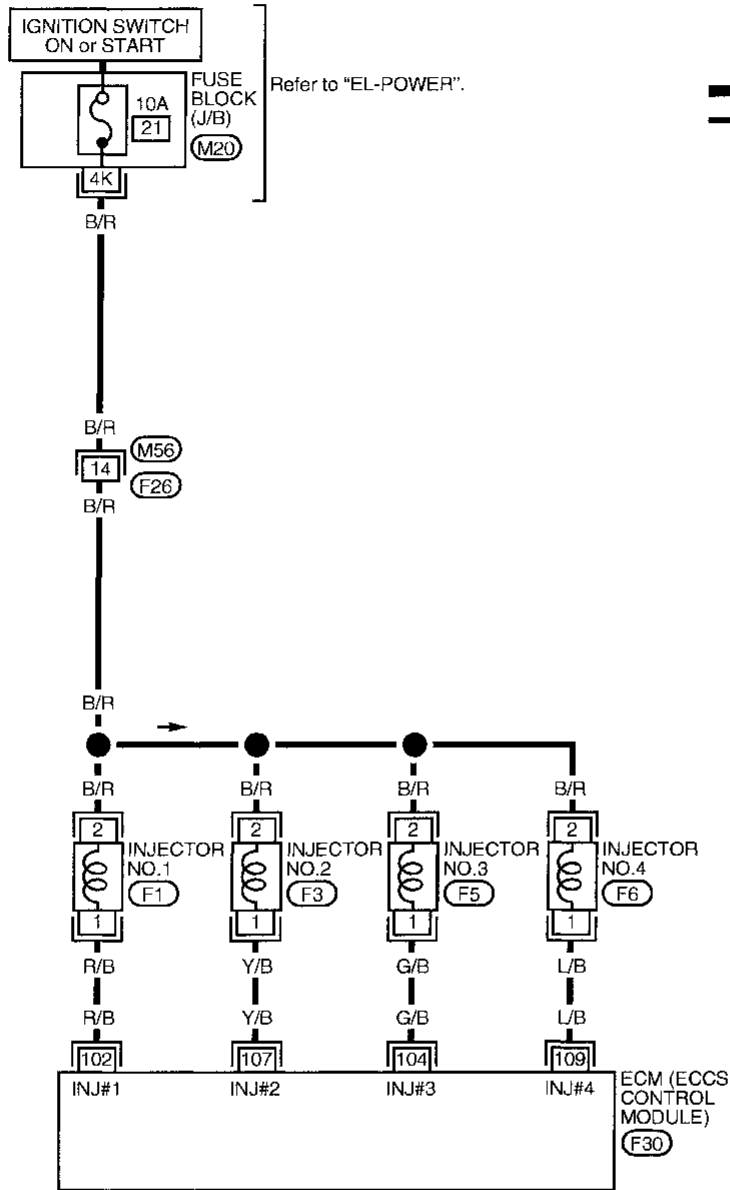 IGNITION SWITCH
ON or START
FUSE
BLOCK
(J/B)
10A
21
M20
Refer to "EL-POWER".
4K
B/R
B/R
M56
14
F26
B/R
B/R
B/R B/R B/R B/R
2 2 2 2
INJECTOR
NO.1
F1
INJECTOR
NO.2
F3
INJECTOR
NO.3
F5
INJECTOR
NO.4
F6
1 1 1 1
R/B Y/B G/B L/B
R/B Y/B G/B L/B
102 107 104 109
INJ#1 INJ#2 INJ#3 INJ#4
ECM (ECCS
CONTROL
MODULE)
F30